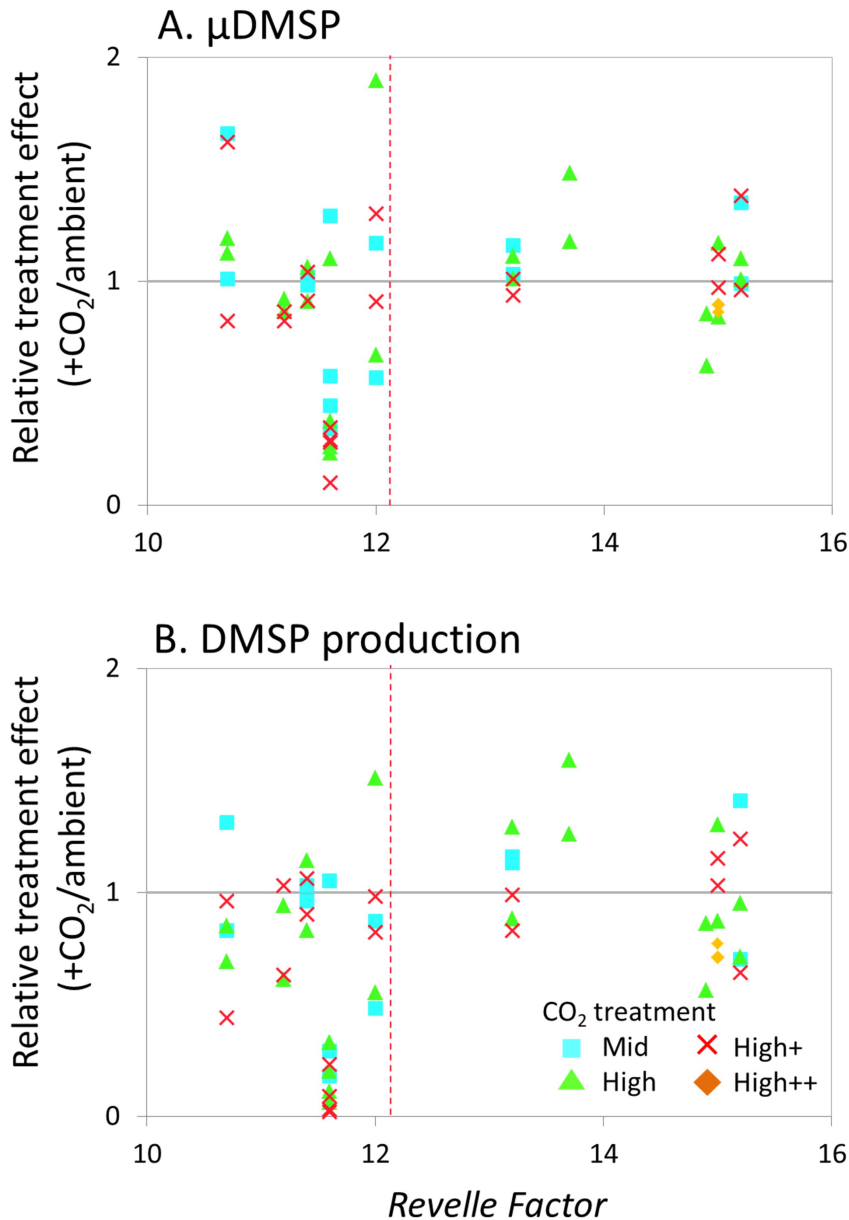 A. µDMSP
Relative treatment effect
(+CO₂/ambient)
2
1
0
10 12 14 16
B. DMSP production
Relative treatment effect
(+CO₂/ambient)
2
1
0
CO₂ treatment
Mid High+
High High++
10 12 14 16
Revelle Factor